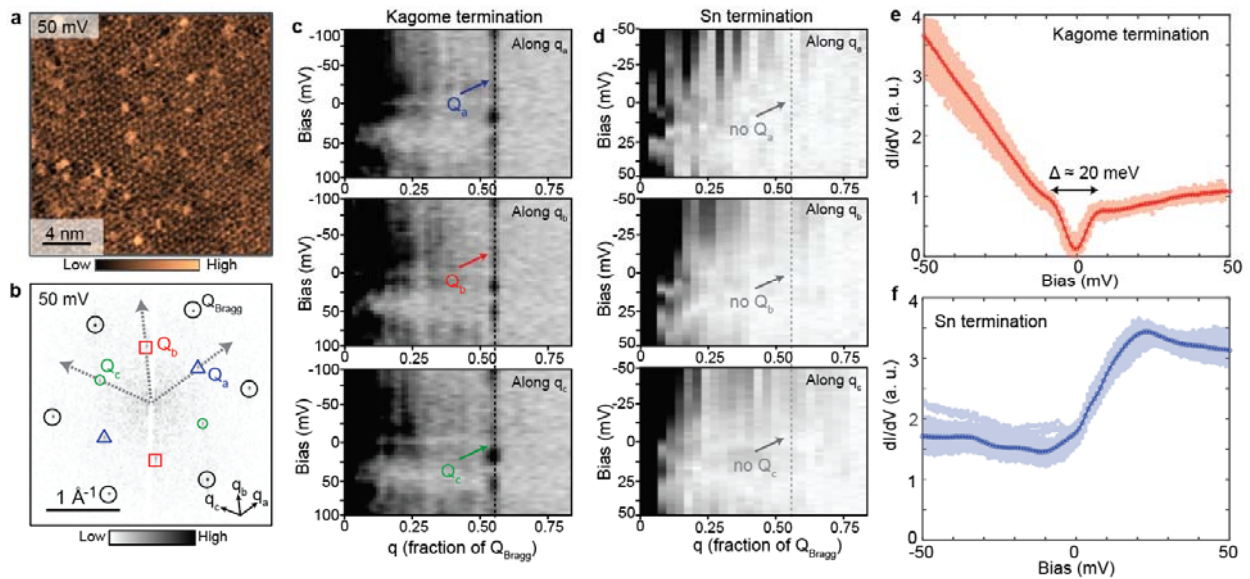 a
50 mV
4 nm
Low High
b
50 mV
Q_Bragg
Q_b
Q_c
Q_a
1 Å⁻¹
q_b
q_c q_a
Low High
c
Kagome termination
-100
-50
0
50
100
Bias (mV)
Along q_a
Q_a
-100
-50
0
50
100
Bias (mV)
Along q_b
Q_b
-100
-50
0
50
100
Bias (mV)
Along q_c
Q_c
0 0.25 0.50 0.75
q (fraction of Q_Bragg)
d
Sn termination
-50
-25
0
25
50
Bias (mV)
Along q_a
no Q_a
-50
-25
0
25
50
Bias (mV)
Along q_b
no Q_b
-50
-25
0
25
50
Bias (mV)
Along q_c
no Q_c
0 0.25 0.50 0.75
q (fraction of Q_Bragg)
e
Kagome termination
4
3
2
1
0
dI/dV (a. u.)
Δ ≈ 20 meV
-50 0 50
Bias (mV)
f
Sn termination
4
3
2
1
0
dI/dV (a. u.)
-50 0 50
Bias (mV)